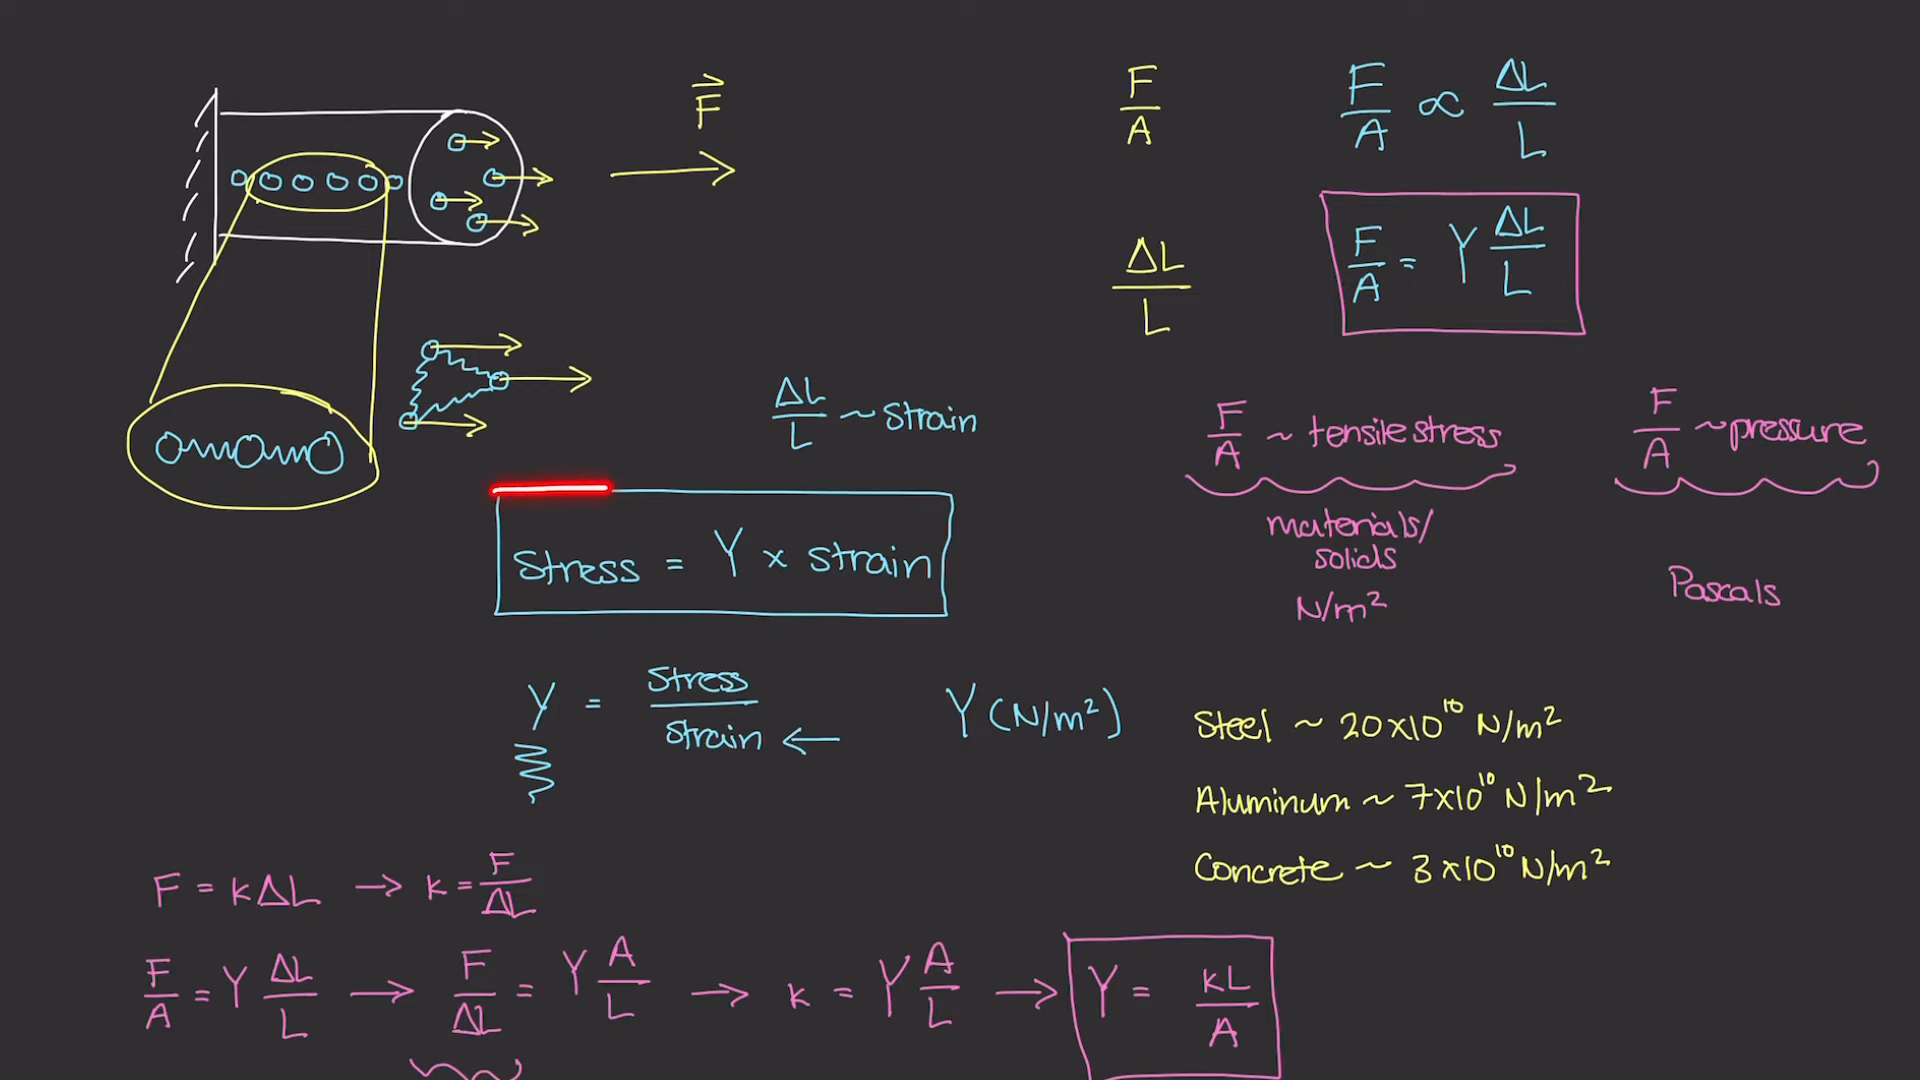 F⃗
F/A
F/A ∝ ΔL/L
F/A = Y ΔL/L
ΔL/L
ΔL/L ~ strain
F/A ~ tensile stress
materials/
solids
N/m²
F/A ~ pressure
Pascals
Stress = Y x strain
Y = Stress/strain ←
Y (N/m²)
Steel ~ 20x10¹⁰ N/m²
Aluminum ~ 7x10¹⁰ N/m²
Concrete ~ 3x10¹⁰ N/m²
F = kΔL → k = F/ΔL
F/A = Y ΔL/L → F/ΔL = Y A/L → k = Y A/L → Y = kL/A